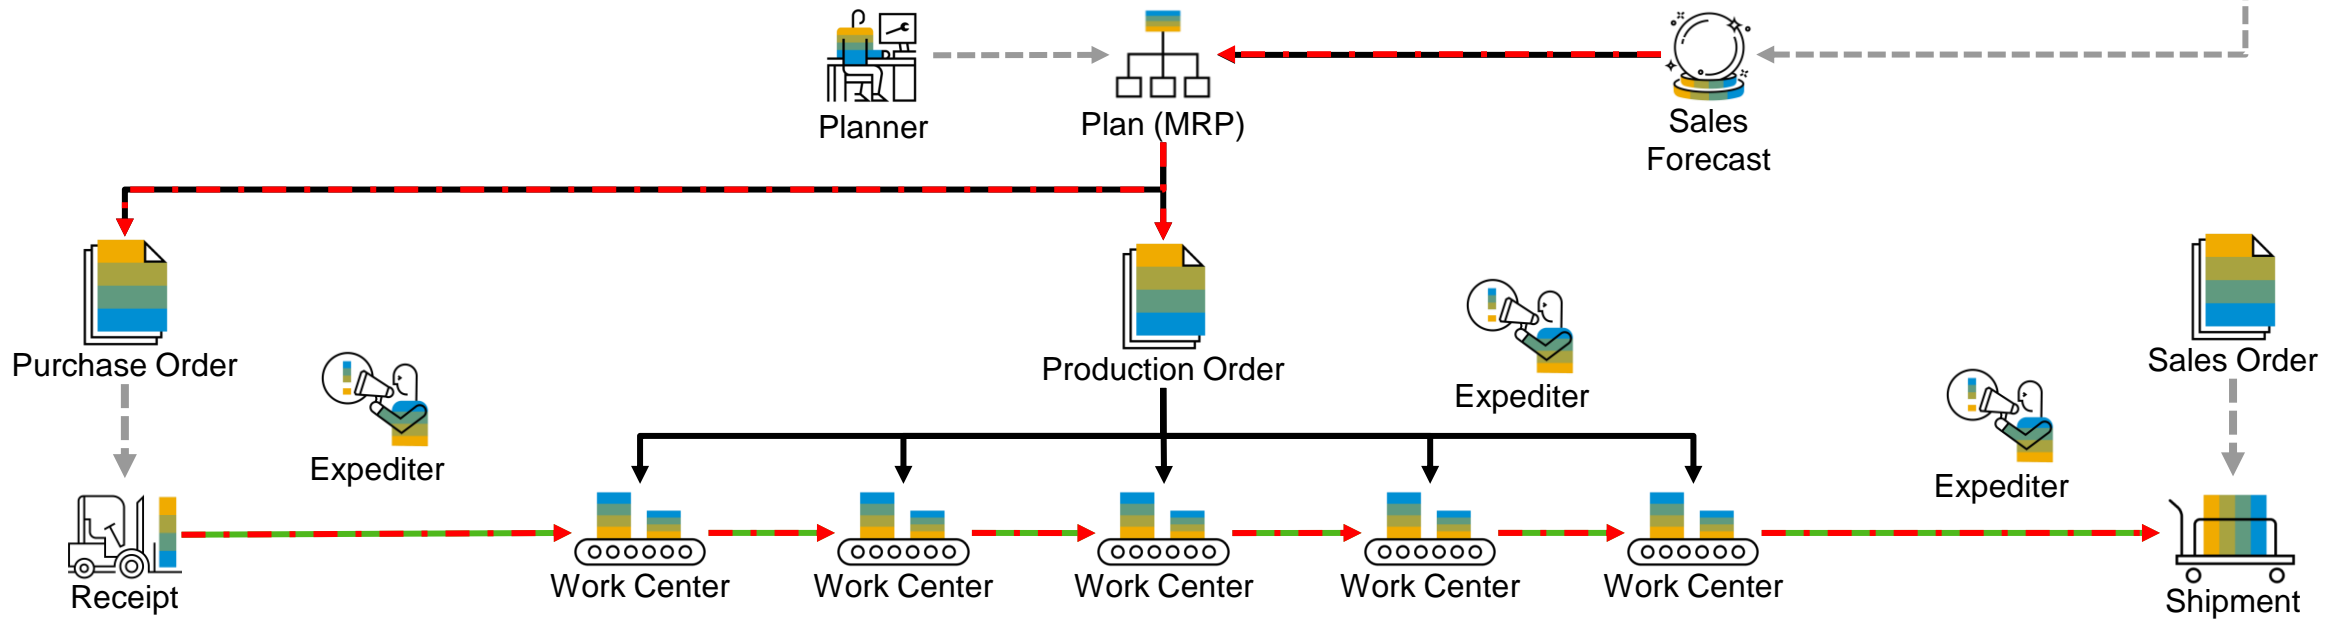 Planner
Plan (MRP)
Sales
Forecast
Purchase Order
Production Order
Sales Order
Expediter
Expediter
Expediter
Receipt
Work Center
Work Center
Work Center
Work Center
Work Center
Shipment